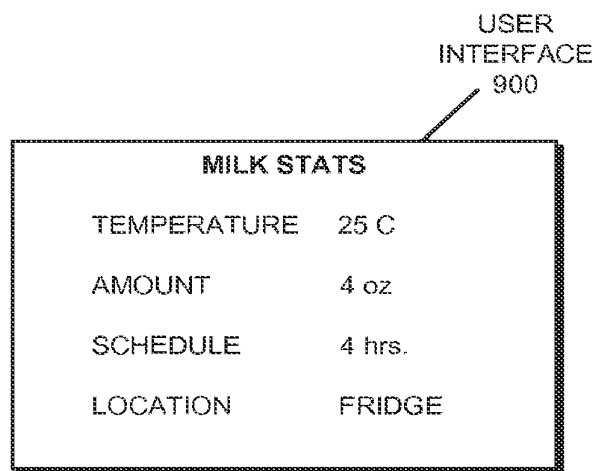 USER
INTERFACE
900
MILK STATS
TEMPERATURE 25 C
AMOUNT 4 oz
SCHEDULE 4 hrs.
LOCATION FRIDGE